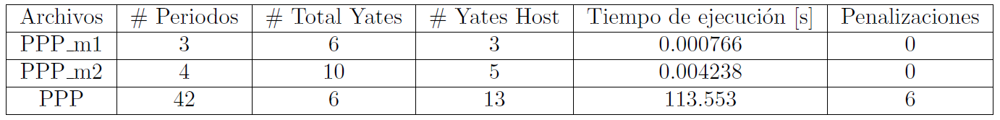 Archivos # Periodos # Total Yates # Yates Host Tiempo de ejecución [s] Penalizaciones
PPP_m1 3 6 3 0.000766 0
PPP_m2 4 10 5 0.004238 0
PPP 42 6 13 113.553 6